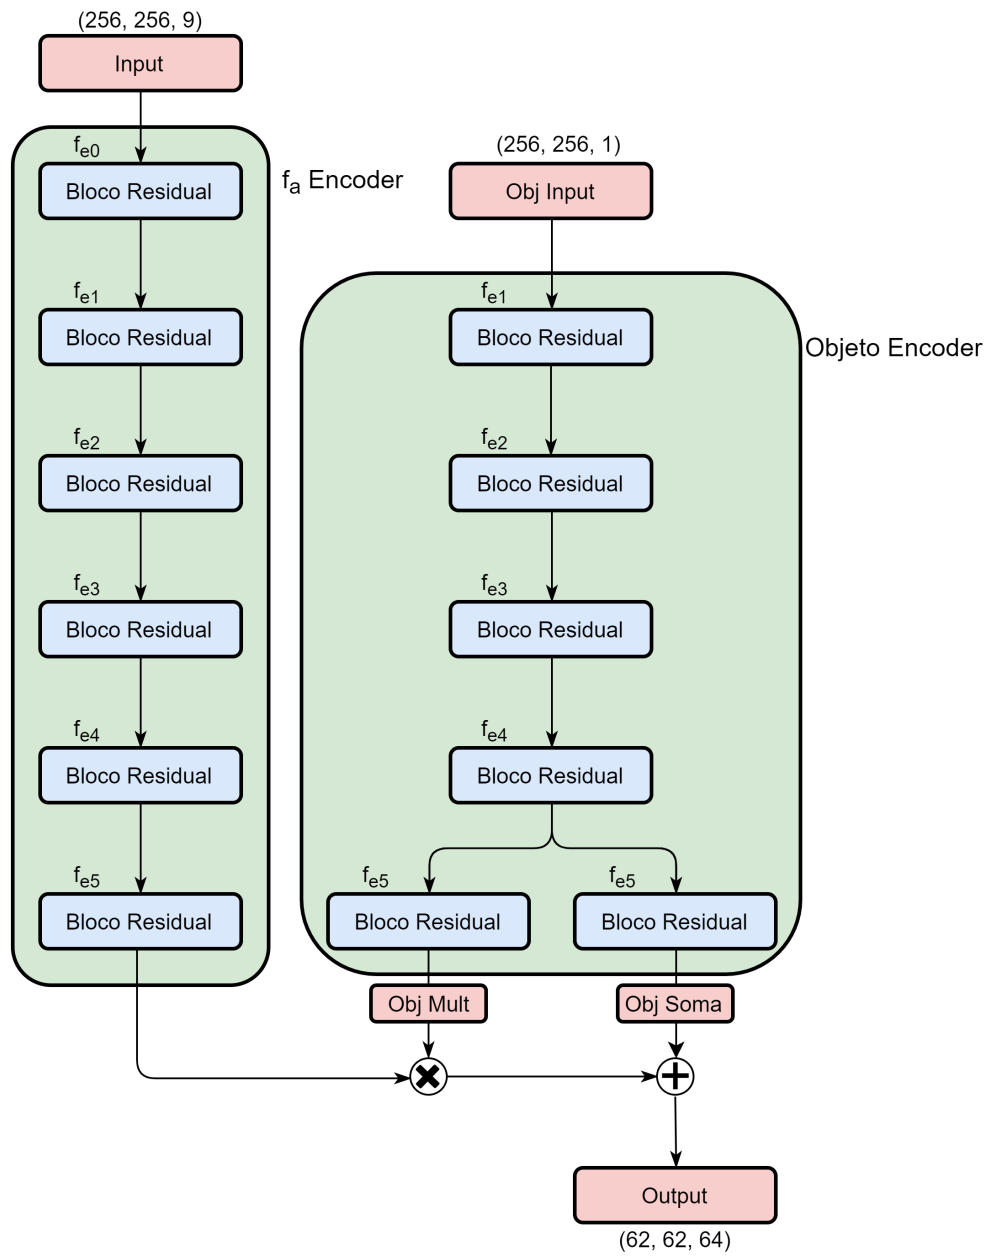 (256, 256, 9)
Input
fe0
Bloco Residual
fe1
Bloco Residual
fe2
Bloco Residual
fe3
Bloco Residual
fe4
Bloco Residual
fe5
Bloco Residual
fa Encoder
(256, 256, 1)
Obj Input
fe1
Bloco Residual
fe2
Bloco Residual
fe3
Bloco Residual
fe4
Bloco Residual
fe5
Bloco Residual
fe5
Bloco Residual
Objeto Encoder
Obj Mult
Obj Soma
Output
(62, 62, 64)